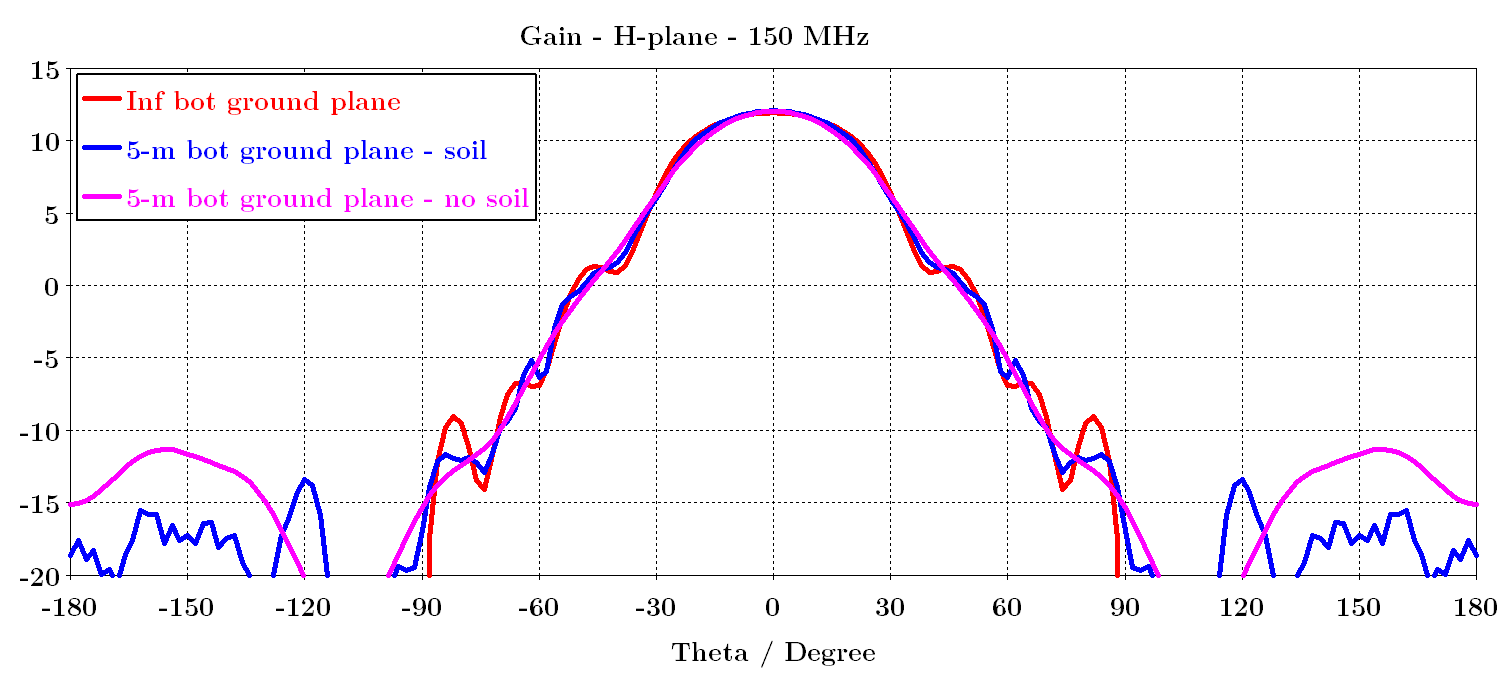 Gain - H-plane - 150 MHz
15
10
5
0
-5
-10
-15
-20
Inf bot ground plane
5-m bot ground plane - soil
5-m bot ground plane - no soil
-180 -150 -120 -90 -60 -30 0 30 60 90 120 150 180
Theta / Degree